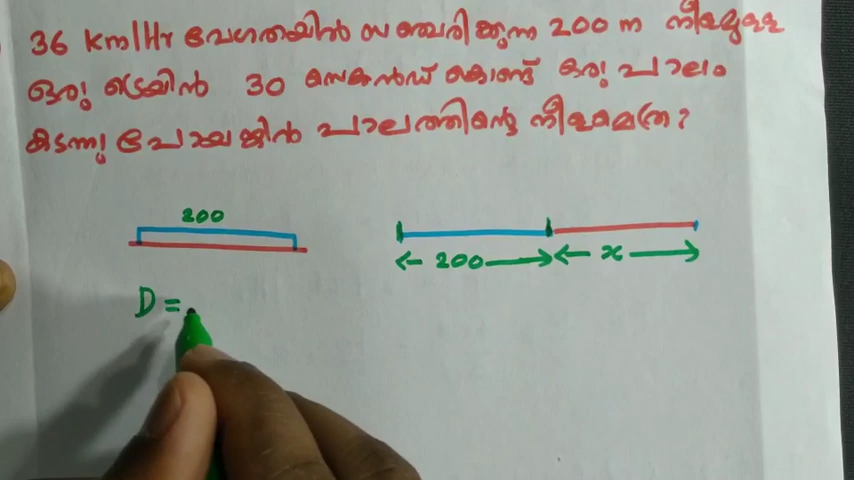 36 Km/Hr വേഗതയിൽ സഞ്ചരിക്കുന്ന 200 m നീളമുള്ള
ഒരു ട്രെയിൻ 30 സെകൻഡ് കൊണ്ട് ഒരു പാലം
കടന്നു പോയെങ്കിൽ പാലത്തിന്റെ നീളമെത്ര?
200
200 x
D =